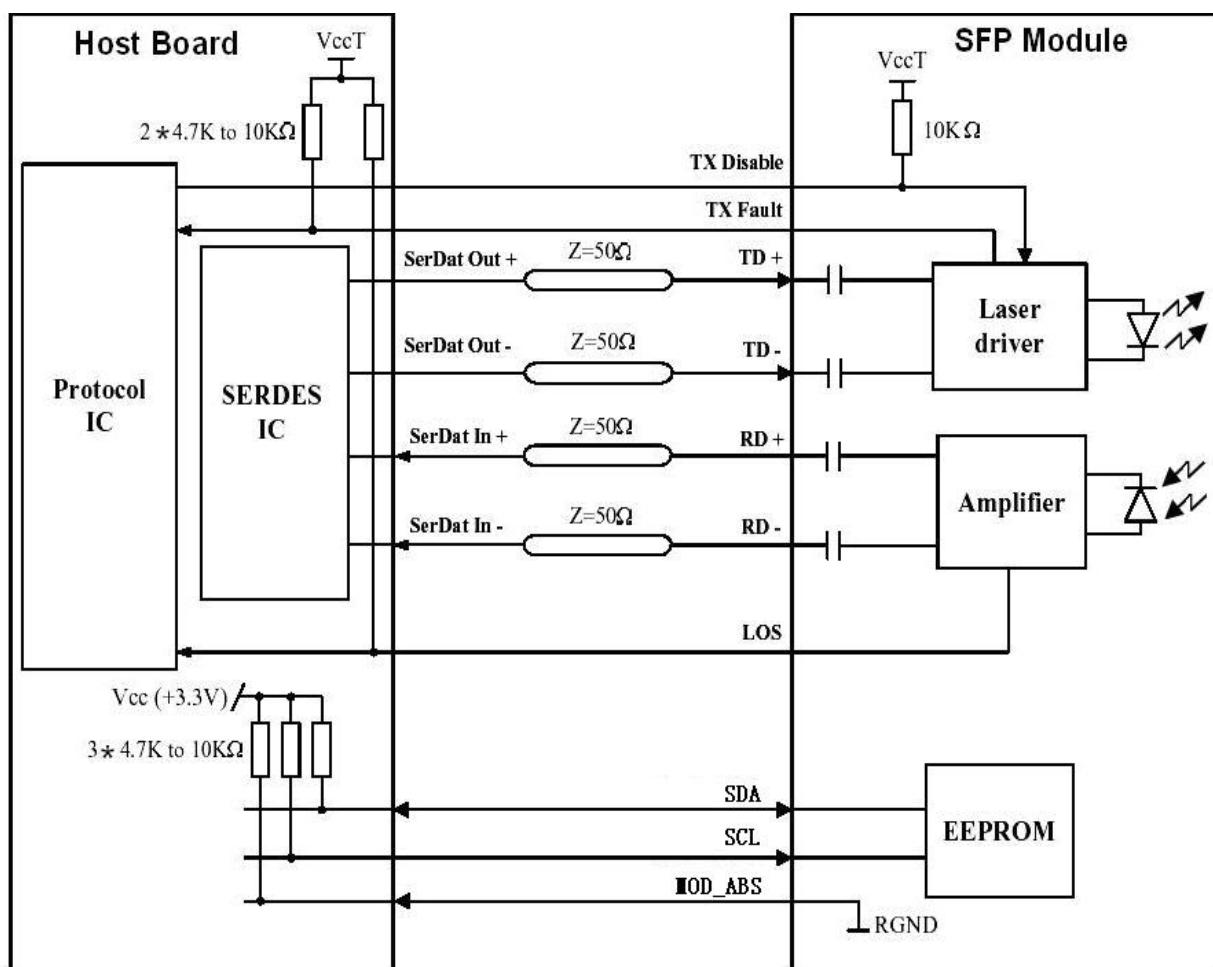 Host Board
SFP Module
VccT
VccT
2*4.7K to 10KΩ
10KΩ
TX Disable
TX Fault
SerDat Out +
Z=50Ω
TD +
Laser
driver
SerDat Out -
Z=50Ω
TD -
Protocol
IC
SERDES
IC
SerDat In +
Z=50Ω
RD +
Amplifier
SerDat In -
Z=50Ω
RD -
LOS
Vcc (+3.3V)
3*4.7K to 10KΩ
SDA
EEPROM
SCL
MOD_ABS
RGND